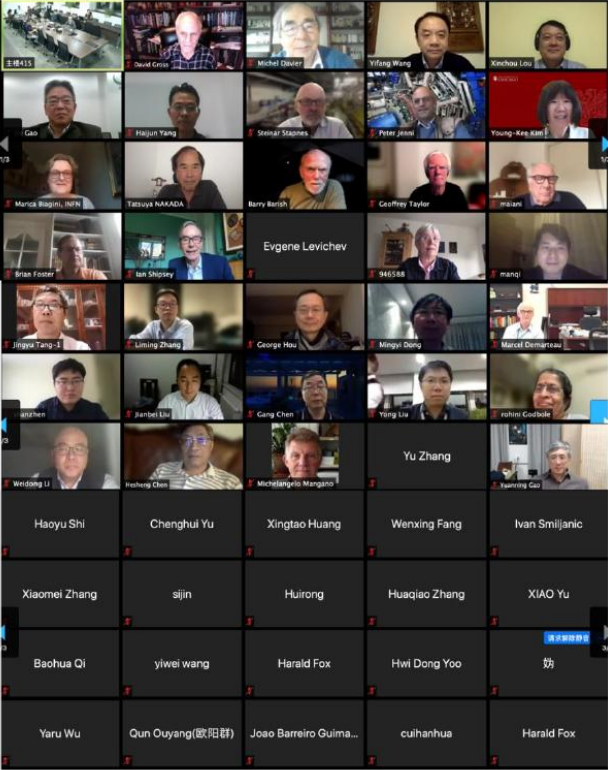 主楼415
David Gross
Michel Davier
Yifang Wang
Xinchou Lou
Gao
Haijun Yang
Steinar Stapnes
Peter Jenni
Young-Kee Kim
1/3
Marica Biagini, INFN
Tatsuya NAKADA
Barry Barish
Geoffrey Taylor
maiani
Brian Foster
Ian Shipsey
Evgene Levichev
946588
manqi
Jingyu Tang-1
Liming Zhang
George Hou
Mingyi Dong
Marcel Demarteau
Jianbei Liu
Gang Chen
Yong Liu
rohini Godbole
Weidong Li
Hesheng Chen
Michelangelo Mangano
Yu Zhang
Yuanning Gao
Haoyu Shi
Chenghui Yu
Xingtao Huang
Wenxing Fang
Ivan Smiljanic
Xiaomei Zhang
sijin
Huirong
Huaqiao Zhang
XIAO Yu
请求解除静音
Baohua Qi
yiwei wang
Harald Fox
Hwi Dong Yoo
Yaru Wu
Qun Ouyang(欧阳群)
Joao Barreiro Guima...
cuihanhua
Harald Fox